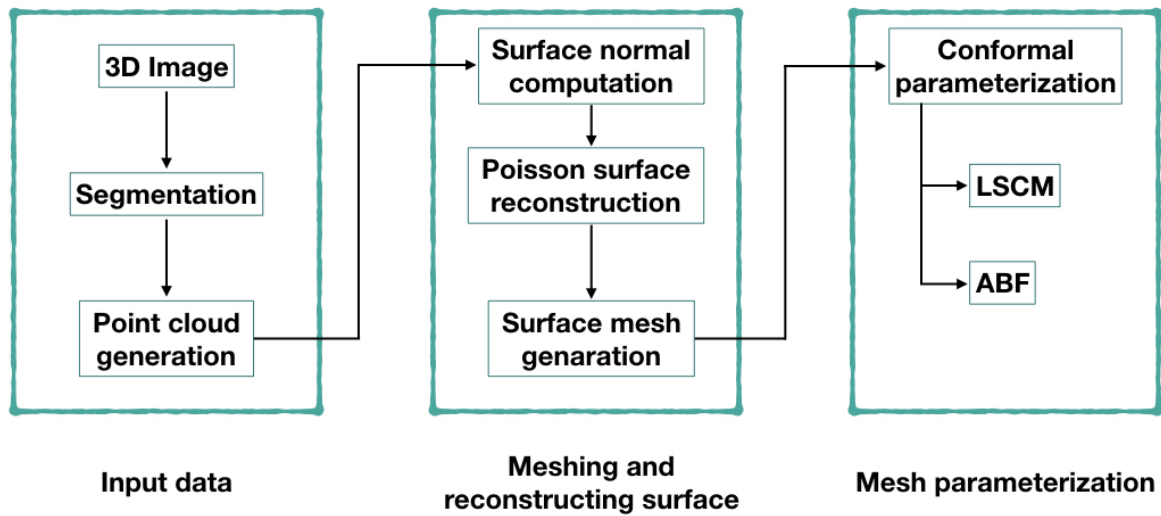 3D Image
Segmentation
Point cloud
generation
Input data
Surface normal
computation
Poisson surface
reconstruction
Surface mesh
genaration
Meshing and
reconstructing surface
Conformal
parameterization
LSCM
ABF
Mesh parameterization